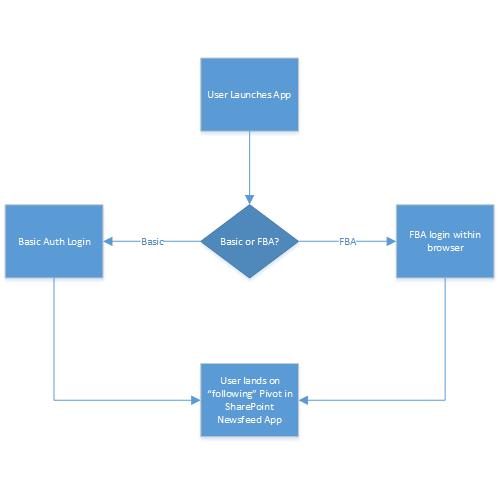 User Launches App
Basic Auth Login
Basic
Basic or FBA?
FBA
FBA login within
browser
User lands on
“following” Pivot in
SharePoint
Newsfeed App